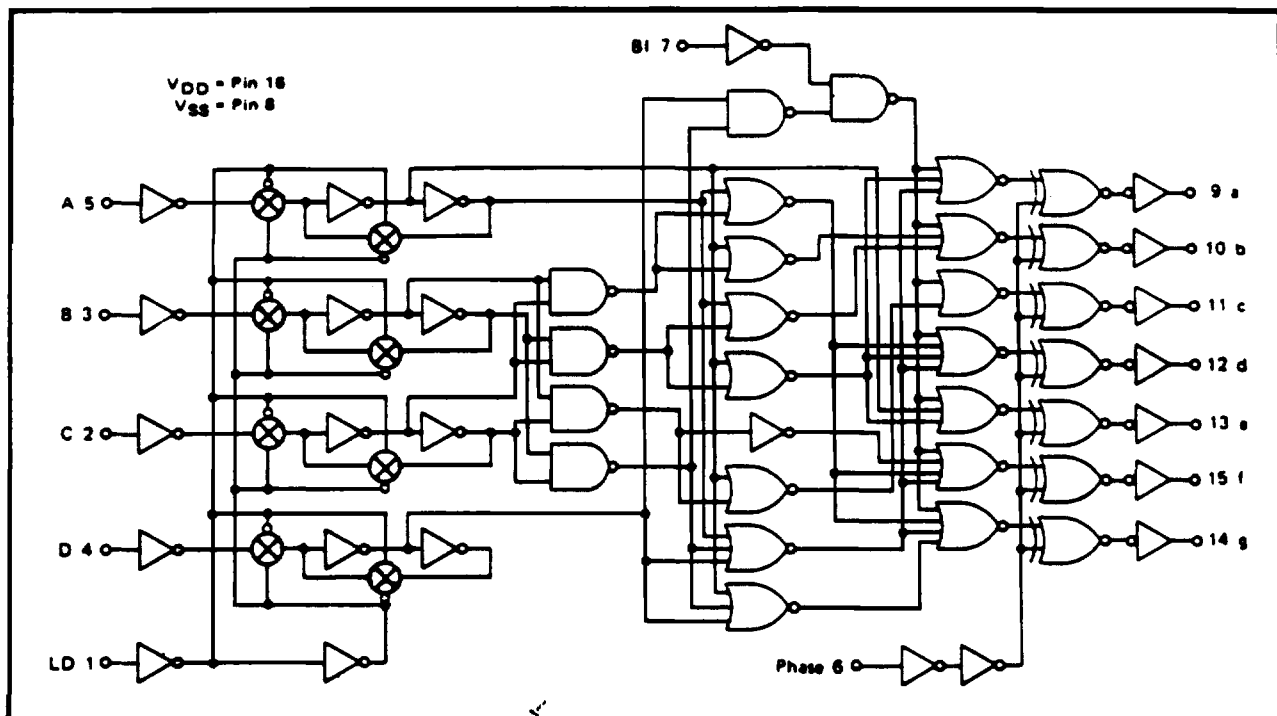 BI 7
VDD = Pin 16
VSS = Pin 8
A 5
9 a
10 b
B 3
11 c
12 d
C 2
13 e
15 f
D 4
14 g
LD 1
Phase 6